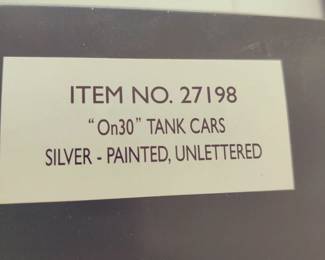 ITEM NO. 27198
“On30” TANK CARS
SILVER - PAINTED, UNLETTERED